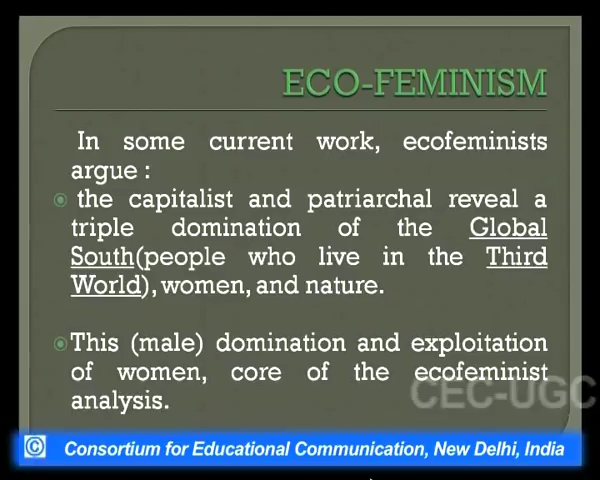 ECO-FEMINISM
In some current work, ecofeminists
argue :
the capitalist and patriarchal reveal a
triple domination of the Global
South(people who live in the Third
World), women, and nature.
This (male) domination and exploitation
of women, core of the ecofeminist
analysis.
CEC-UGC
© Consortium for Educational Communication, New Delhi, India